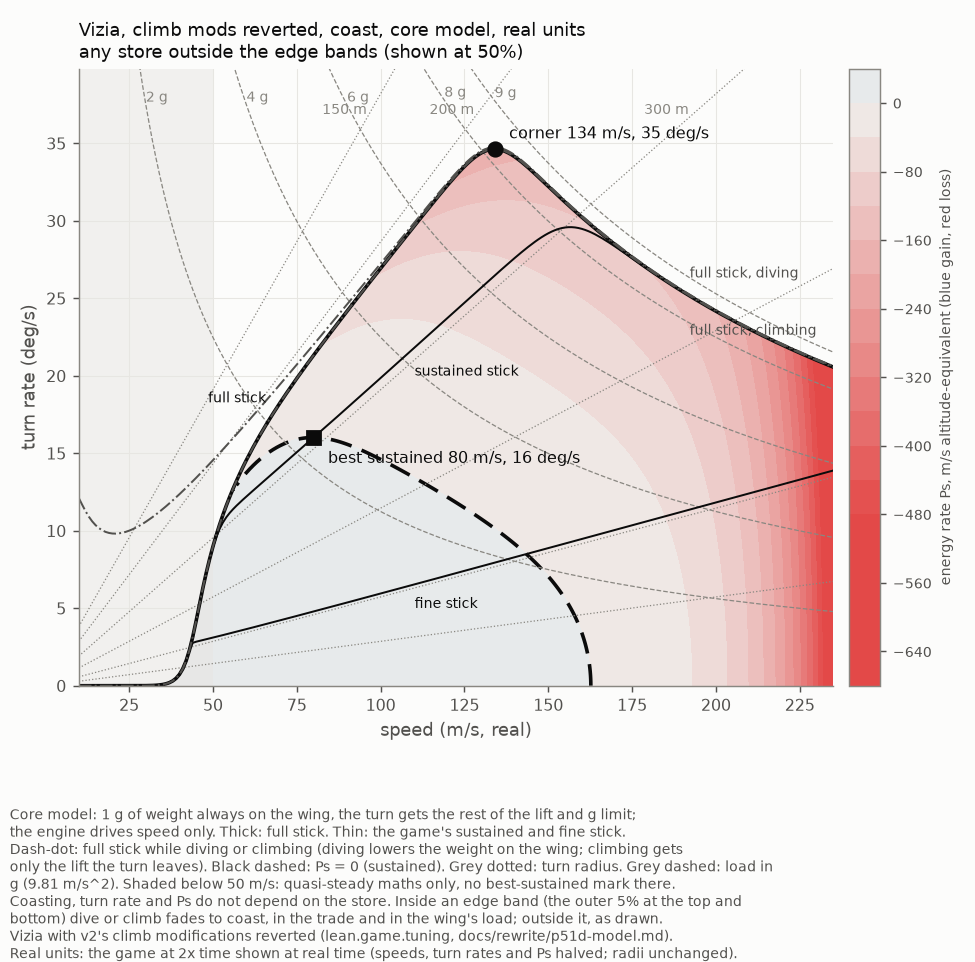 Vizia, climb mods reverted, coast, core model, real units
any store outside the edge bands (shown at 50%)
2 g
4 g
6 g
8 g
9 g
150 m
200 m
300 m
corner 134 m/s, 35 deg/s
full stick, diving
full stick, climbing
sustained stick
full stick
best sustained 80 m/s, 16 deg/s
fine stick
35
30
25
20
15
10
5
0
turn rate (deg/s)
25
50
75
100
125
150
175
200
225
speed (m/s, real)
0
−80
−160
−240
−320
−400
−480
−560
−640
energy rate Ps, m/s altitude-equivalent (blue gain, red loss)
Core model: 1 g of weight always on the wing, the turn gets the rest of the lift and g limit;
the engine drives speed only. Thick: full stick. Thin: the game's sustained and fine stick.
Dash-dot: full stick while diving or climbing (diving lowers the weight on the wing; climbing gets
only the lift the turn leaves). Black dashed: Ps = 0 (sustained). Grey dotted: turn radius. Grey dashed: load in
g (9.81 m/s^2). Shaded below 50 m/s: quasi-steady maths only, no best-sustained mark there.
Coasting, turn rate and Ps do not depend on the store. Inside an edge band (the outer 5% at the top and
bottom) dive or climb fades to coast, in the trade and in the wing's load; outside it, as drawn.
Vizia with v2's climb modifications reverted (lean.game.tuning, docs/rewrite/p51d-model.md).
Real units: the game at 2x time shown at real time (speeds, turn rates and Ps halved; radii unchanged).